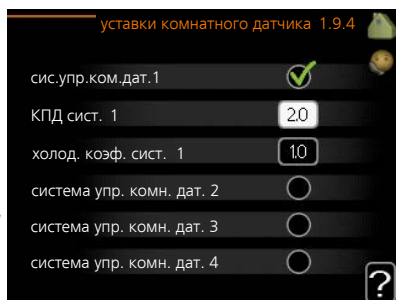 уставки комнатного датчика 1.9.4
сис.упр.ком.дат.1
КПД сист. 1 2.0
холод. коэф. сист. 1 1.0
система упр. комн. дат. 2
система упр. комн. дат. 3
система упр. комн. дат. 4
?